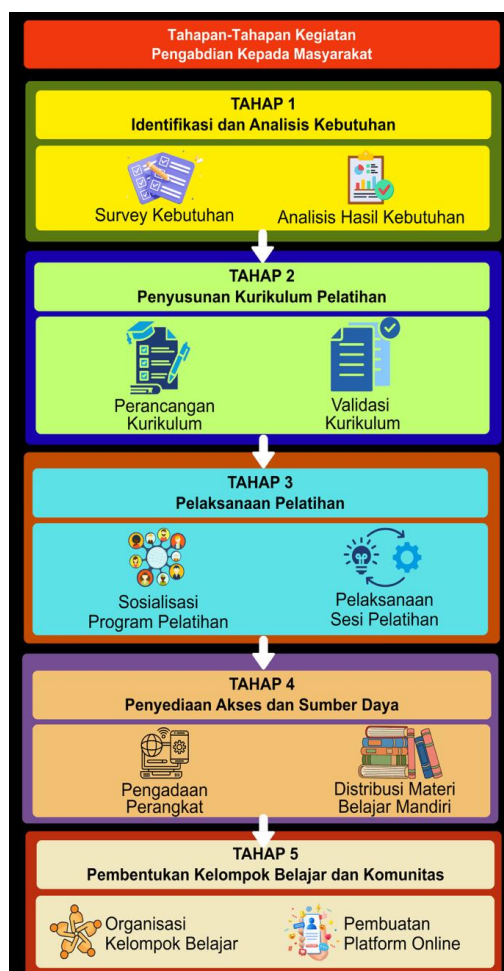 Tahapan-Tahapan Kegiatan
Pengabdian Kepada Masyarakat
TAHAP 1
Identifikasi dan Analisis Kebutuhan
Survey Kebutuhan
Analisis Hasil Kebutuhan
TAHAP 2
Penyusunan Kurikulum Pelatihan
Perancangan
Kurikulum
Validasi
Kurikulum
TAHAP 3
Pelaksanaan Pelatihan
Sosialisasi
Program Pelatihan
Pelaksanaan
Sesi Pelatihan
TAHAP 4
Penyediaan Akses dan Sumber Daya
Pengadaan
Perangkat
Distribusi Materi
Belajar Mandiri
TAHAP 5
Pembentukan Kelompok Belajar dan Komunitas
Organisasi
Kelompok Belajar
Pembuatan
Platform Online